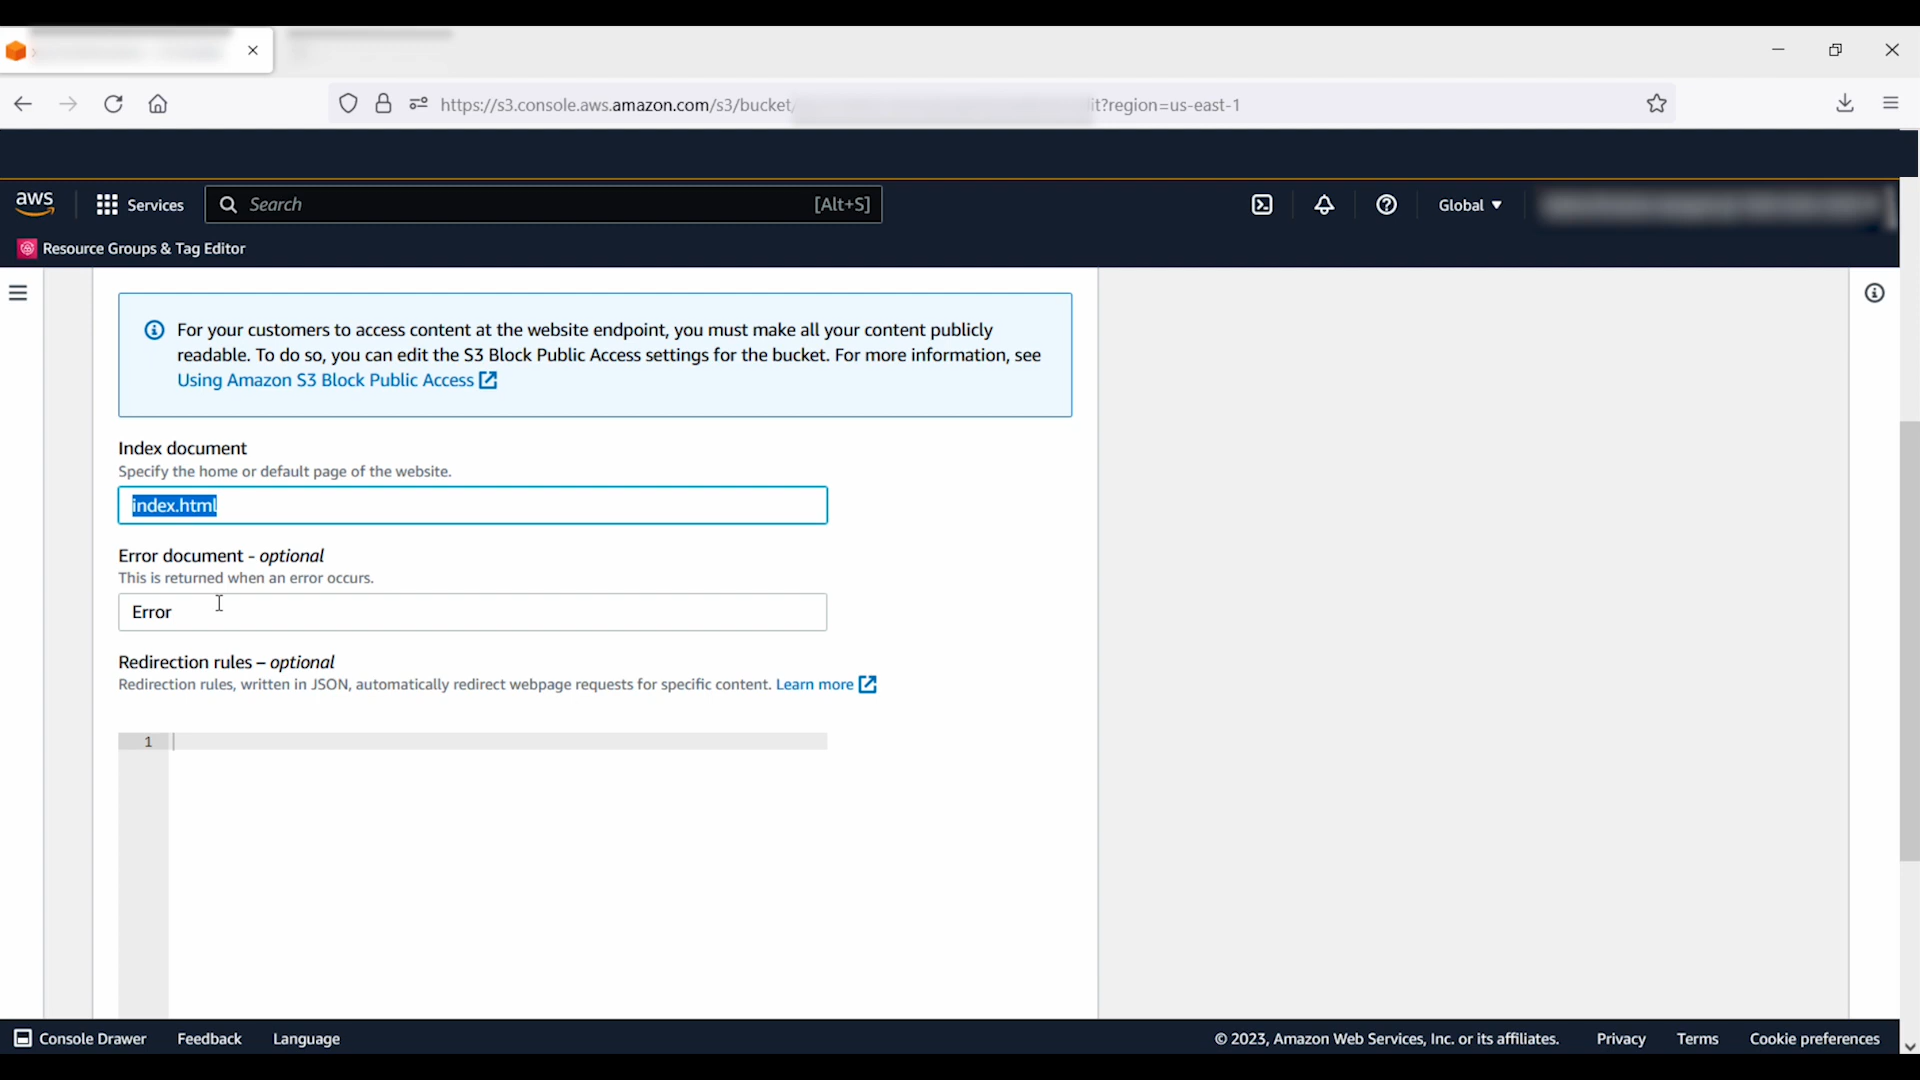 https://s3.console.aws.amazon.com/s3/bucket/ it?region=us-east-1
aws
Services
Search
[Alt+S]
Global
Resource Groups & Tag Editor
For your customers to access content at the website endpoint, you must make all your content publicly
readable. To do so, you can edit the S3 Block Public Access settings for the bucket. For more information, see
Using Amazon S3 Block Public Access
Index document
Specify the home or default page of the website.
index.html
Error document - optional
This is returned when an error occurs.
Error
Redirection rules – optional
Redirection rules, written in JSON, automatically redirect webpage requests for specific content. Learn more
1
Console Drawer
Feedback
Language
© 2023, Amazon Web Services, Inc. or its affiliates.
Privacy
Terms
Cookie preferences